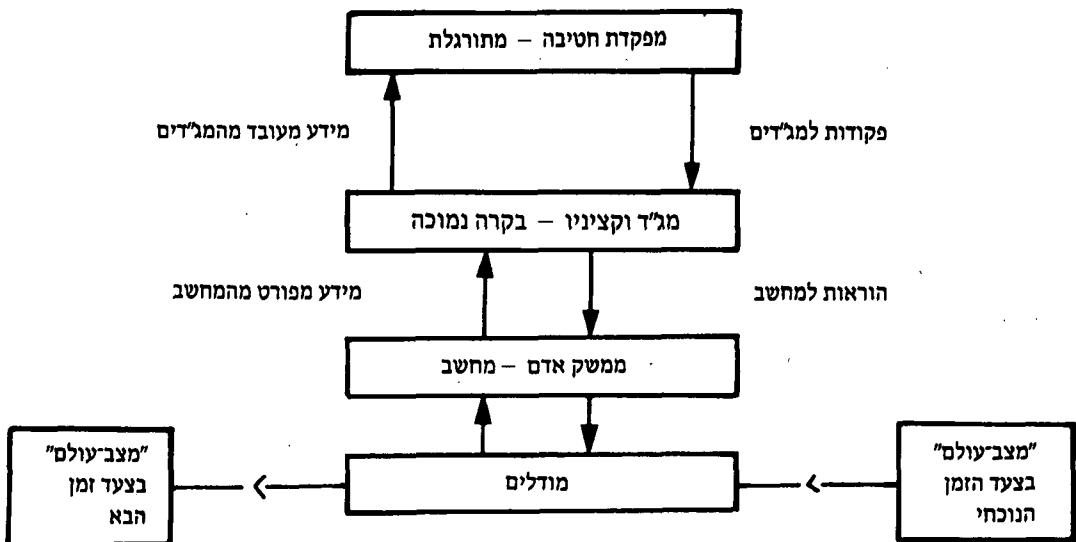 מפקדת חטיבה – מתורגלת
פקודות למג"דים
מידע מעובד מהמג"דים
מג"ד וקציניו – בקרה נמוכה
הוראות למחשב
מידע מפורט מהמחשב
ממשק אדם – מחשב
"מצב־עולם"
בצעד הזמן
הנוכחי
מודלים
"מצב־עולם"
בצעד זמן
הבא